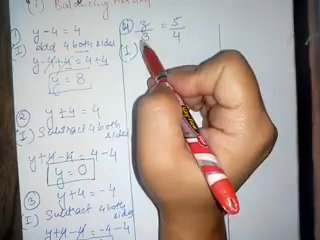 i) Balancing Method
① y - 4 = 4
(I) add 4 both sides
y - 4 + 4 = 4 + 4
y = 8
② y + 4 = 4
(I) Subtract 4 both sides
y + 4 - 4 = 4 - 4
y = 0
③ y + 4 = -4
(I) Subtract 4 both sides
y + 4 - 4 = -4 - 4
④ y/8 = 5/4
(I)